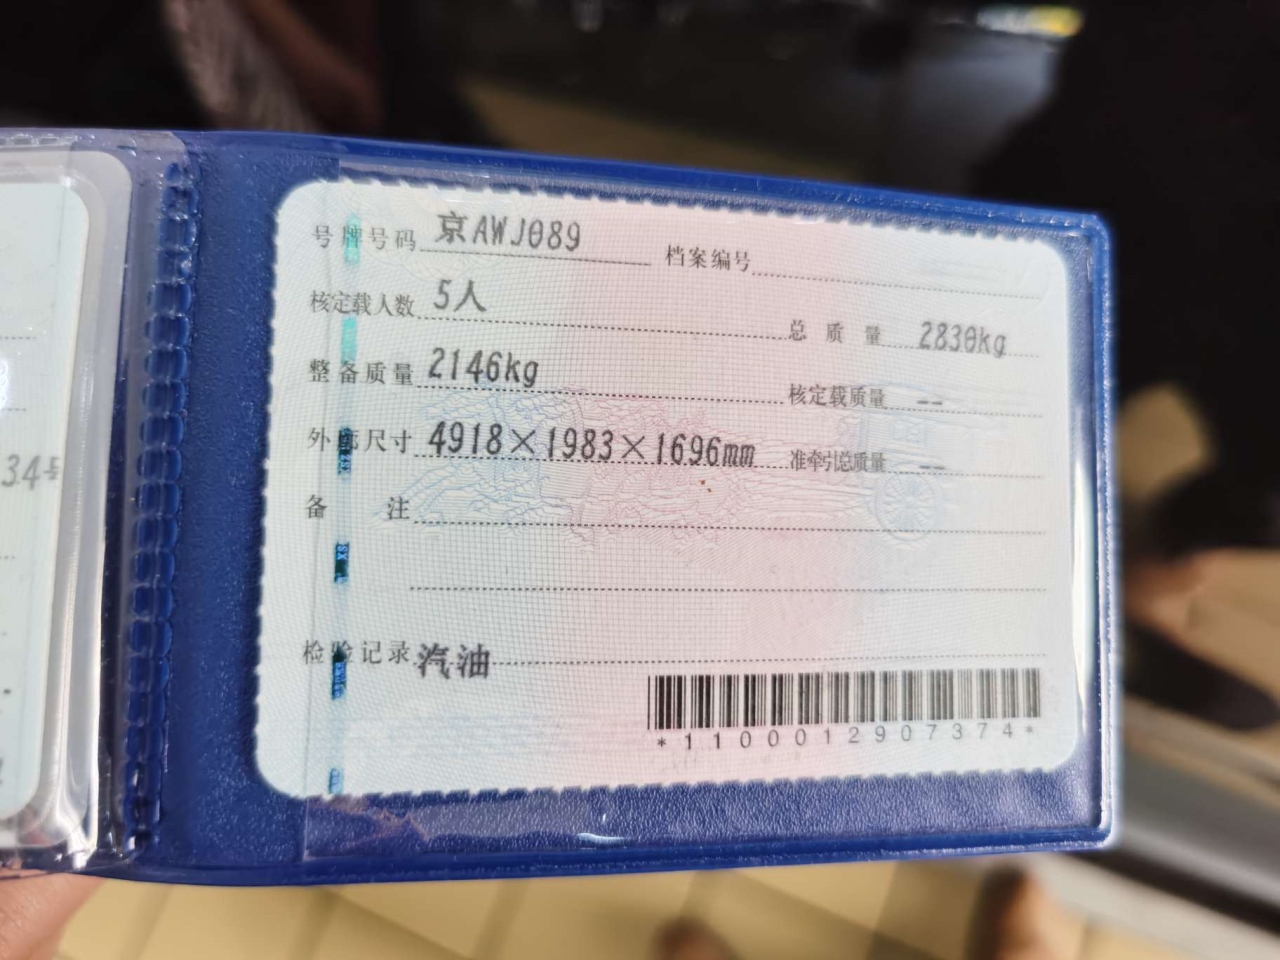 号牌号码 京AWJ089 档案编号
核定载人数 5人 总质量 2830kg
整备质量 2146kg 核定载质量 --
外廓尺寸 4918×1983×1696mm 准牵引总质量 --
备注
检验记录 汽油
*1100012907374*
34号